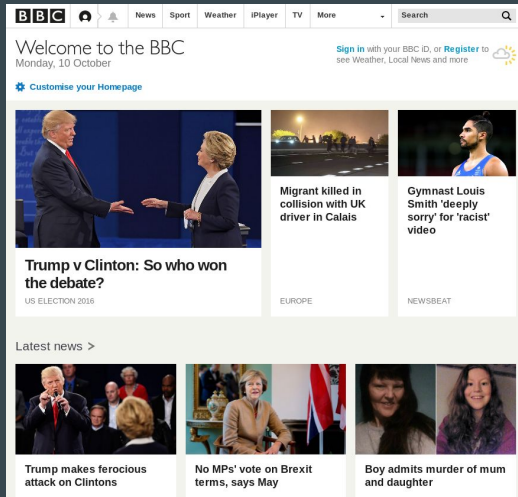 BBC
News
Sport
Weather
iPlayer
TV
More
Search
Welcome to the BBC
Monday, 10 October
Sign in with your BBC iD, or Register to
see Weather, Local News and more
Customise your Homepage
Trump v Clinton: So who won
the debate?
US ELECTION 2016
Migrant killed in
collision with UK
driver in Calais
EUROPE
Gymnast Louis
Smith 'deeply
sorry' for 'racist'
video
NEWSBEAT
Latest news >
Trump makes ferocious
attack on Clintons
No MPs' vote on Brexit
terms, says May
Boy admits murder of mum
and daughter